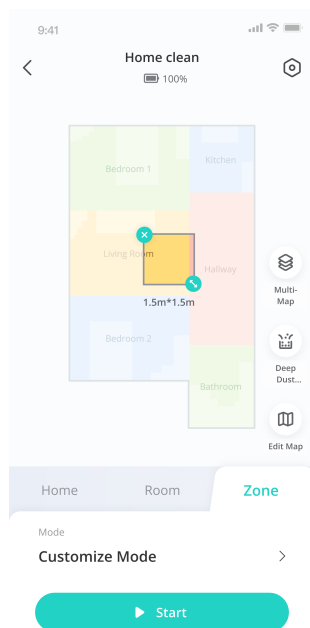 9:41
Home clean
100%
Bedroom 1
Kitchen
Living Room
Hallway
1.5m*1.5m
Multi-
Map
Bedroom 2
Deep
Dust...
Bathroom
Edit Map
Home
Room
Zone
Mode
Customize Mode
Start